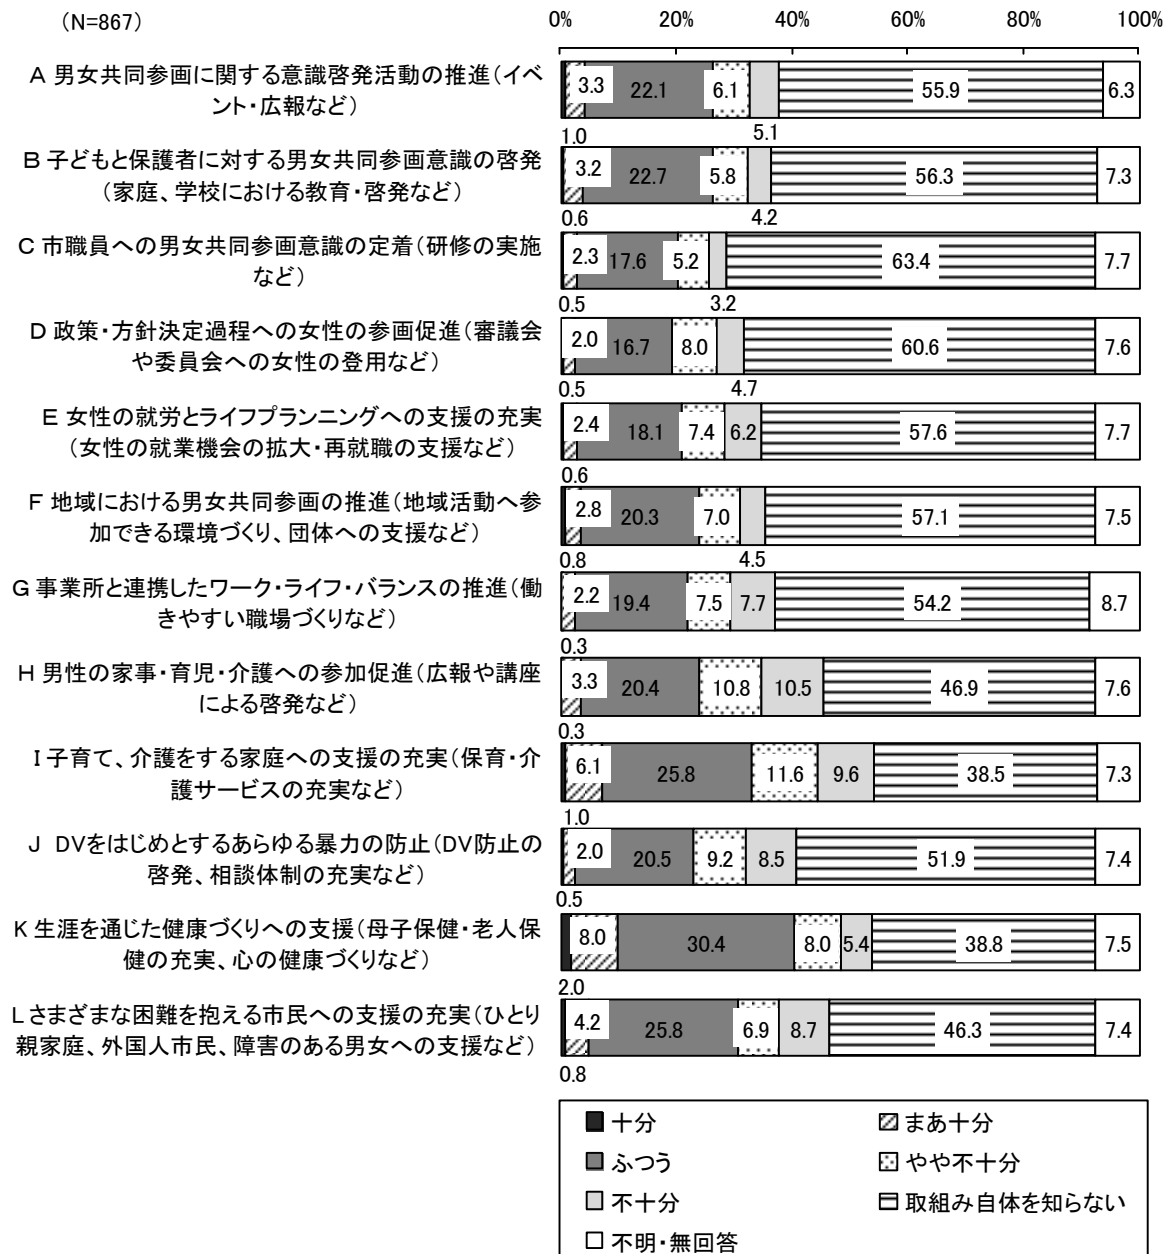 (N=867)
0% 20% 40% 60% 80% 100%
A 男女共同参画に関する意識啓発活動の推進(イベ
ント・広報など)
3.3 22.1 6.1 55.9 6.3
1.0 5.1
B 子どもと保護者に対する男女共同参画意識の啓発
(家庭、学校における教育・啓発など)
3.2 22.7 5.8 56.3 7.3
0.6 4.2
C 市職員への男女共同参画意識の定着(研修の実施
など)
2.3 17.6 5.2 63.4 7.7
0.5 3.2
D 政策・方針決定過程への女性の参画促進(審議会
や委員会への女性の登用など)
2.0 16.7 8.0 60.6 7.6
0.5 4.7
E 女性の就労とライフプランニングへの支援の充実
(女性の就業機会の拡大・再就職の支援など)
2.4 18.1 7.4 6.2 57.6 7.7
0.6
F 地域における男女共同参画の推進(地域活動へ参
加できる環境づくり、団体への支援など)
2.8 20.3 7.0 57.1 7.5
0.8 4.5
G 事業所と連携したワーク・ライフ・バランスの推進(働
きやすい職場づくりなど)
2.2 19.4 7.5 7.7 54.2 8.7
0.3
H 男性の家事・育児・介護への参加促進(広報や講座
による啓発など)
3.3 20.4 10.8 10.5 46.9 7.6
0.3
I 子育て、介護をする家庭への支援の充実(保育・介
護サービスの充実など)
6.1 25.8 11.6 9.6 38.5 7.3
1.0
J DVをはじめとするあらゆる暴力の防止(DV防止の
啓発、相談体制の充実など)
2.0 20.5 9.2 8.5 51.9 7.4
0.5
K 生涯を通じた健康づくりへの支援(母子保健・老人保
健の充実、心の健康づくりなど)
8.0 30.4 8.0 5.4 38.8 7.5
2.0
L さまざまな困難を抱える市民への支援の充実(ひとり
親家庭、外国人市民、障害のある男女への支援など)
4.2 25.8 6.9 8.7 46.3 7.4
0.8
十分 まあ十分
ふつう やや不十分
不十分 取組み自体を知らない
不明・無回答